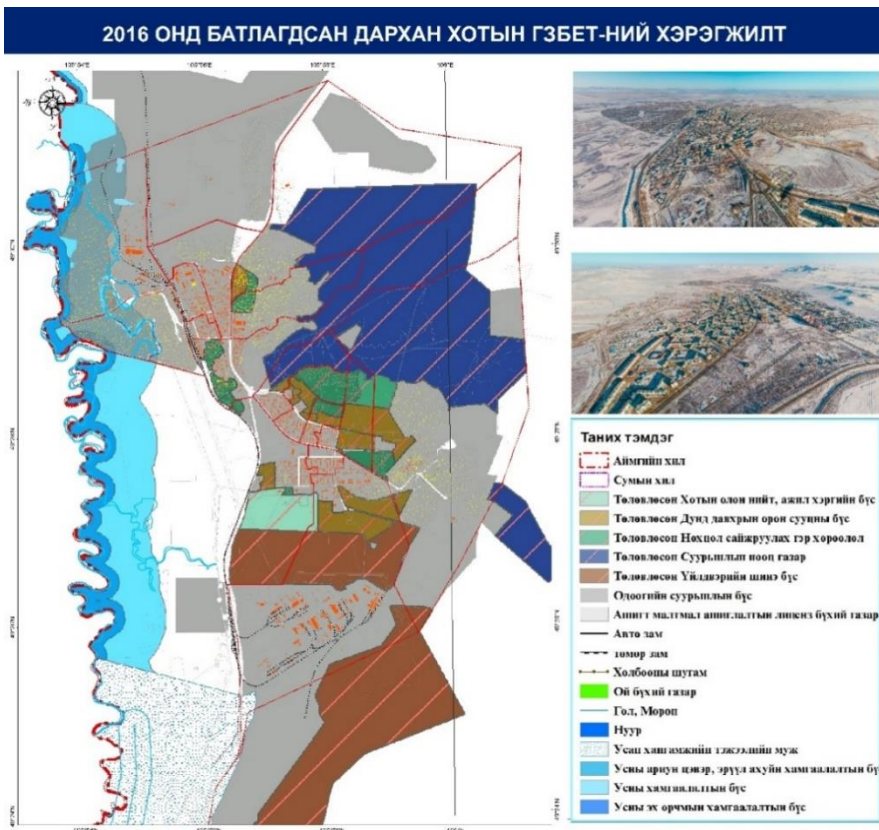 2016 ОНД БАТЛАГДСАН ДАРХАН ХОТЫН ГЗБЕТ-НИЙ ХЭРЭГЖИЛТ
Таних тэмдэг
Аймгийн хил
Сумын хил
Төлөвлөсөн Хотын олон нийт, ажил хэргийн бүс
Төлөвлөсөн Дунд давхрын орон сууцны бүс
Төлөвлөсөн Нөхцөл сайжруулах гэр хороолол
Төлөвлөсөн Суурьшлын нөөц газар
Төлөвлөсөн Үйлдвэрийн шинэ бүс
Одоогийн суурьшлын бүс
Ашигт малтмал ашиглалтын лиценз бүхий газар
Авто зам
Төмөр зам
Холбооны шугам
Ой бүхий газар
Гол, Мөрөн
Нуур
Усан хангамжийн тэжээлийн муж
Усны ариун цэвэр, эрүүл ахуйн хамгаалалтын бү
Усны хамгаалалтын бүс
Усны эх орчмын хамгаалалтын бүс